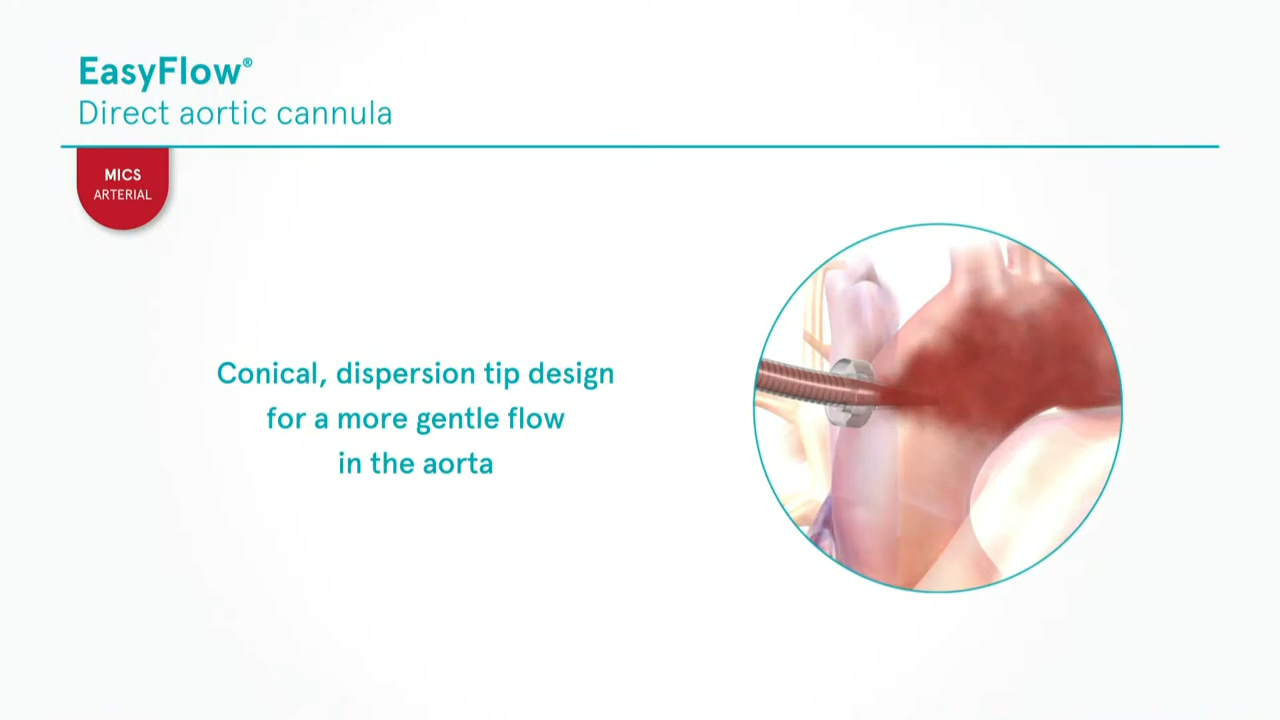 EasyFlow®
Direct aortic cannula
MICS
ARTERIAL
Conical, dispersion tip design
for a more gentle flow
in the aorta